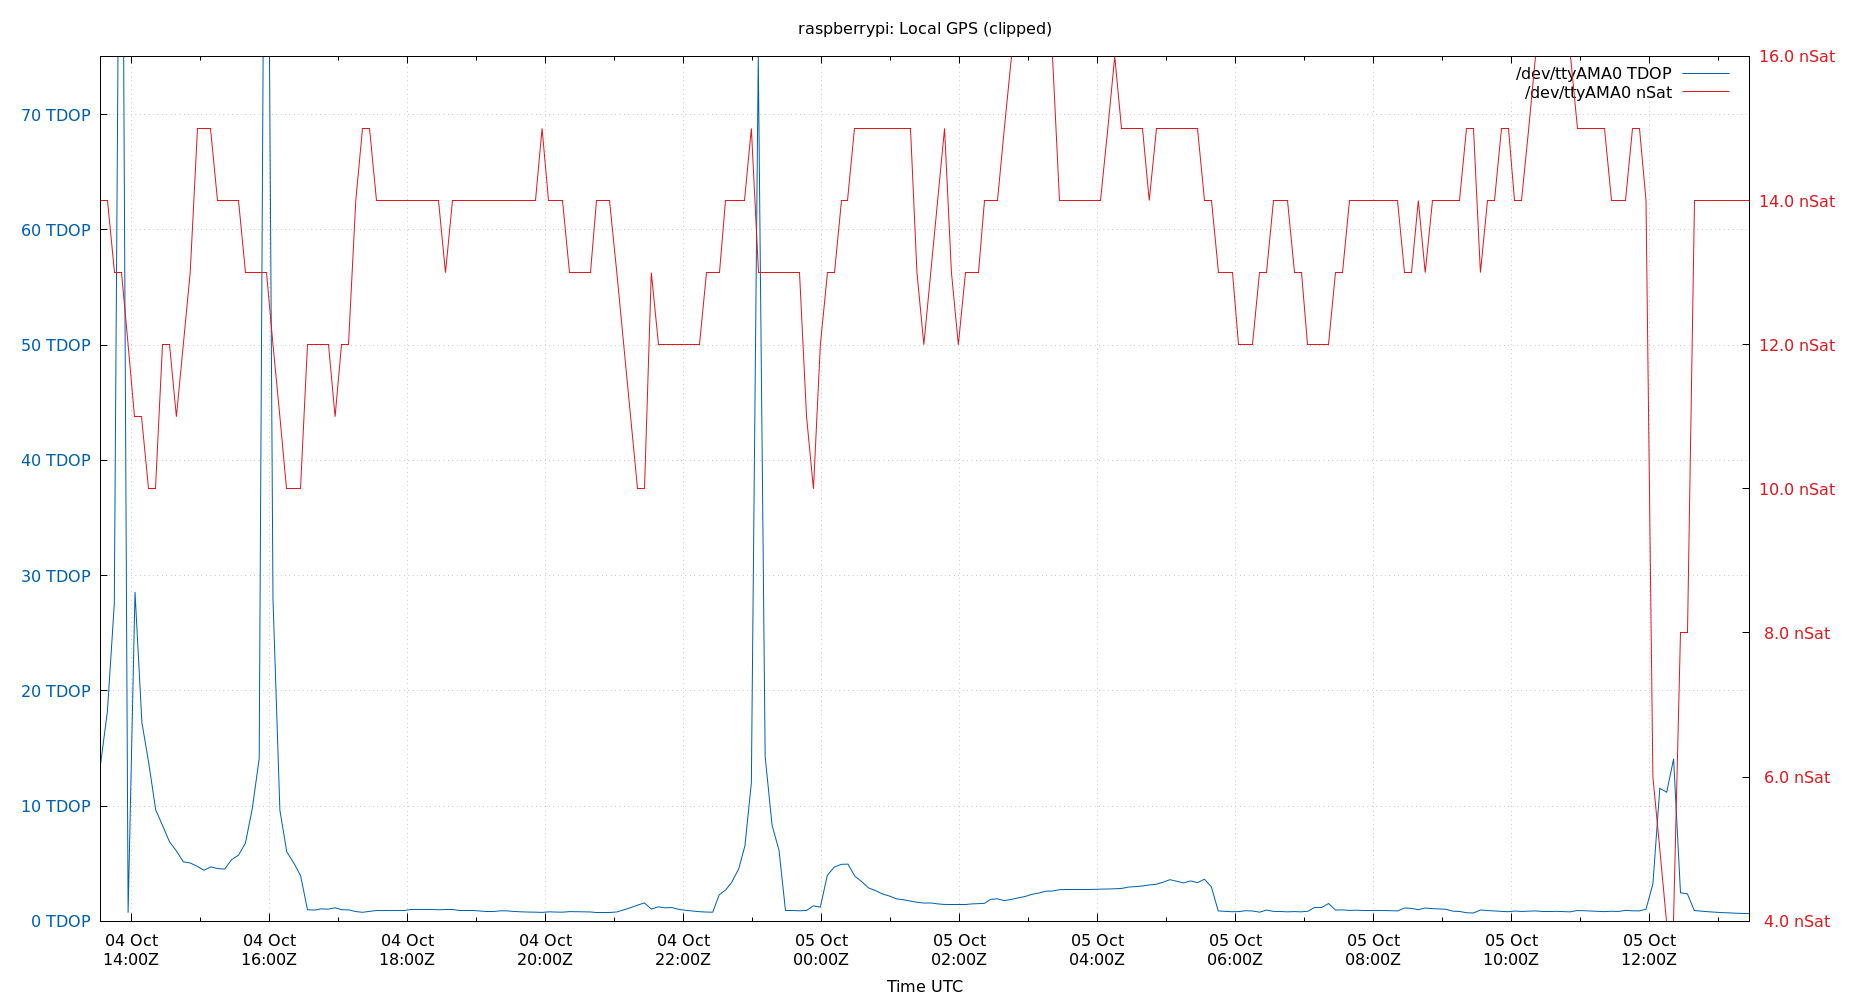 raspberrypi: Local GPS (clipped)
/dev/ttyAMA0 TDOP
/dev/ttyAMA0 nSat
70 TDOP
60 TDOP
50 TDOP
40 TDOP
30 TDOP
20 TDOP
10 TDOP
0 TDOP
16.0 nSat
14.0 nSat
12.0 nSat
10.0 nSat
8.0 nSat
6.0 nSat
4.0 nSat
04 Oct 04 Oct 04 Oct 04 Oct 04 Oct 05 Oct 05 Oct 05 Oct 05 Oct 05 Oct 05 Oct 05 Oct
14:00Z 16:00Z 18:00Z 20:00Z 22:00Z 00:00Z 02:00Z 04:00Z 06:00Z 08:00Z 10:00Z 12:00Z
Time UTC